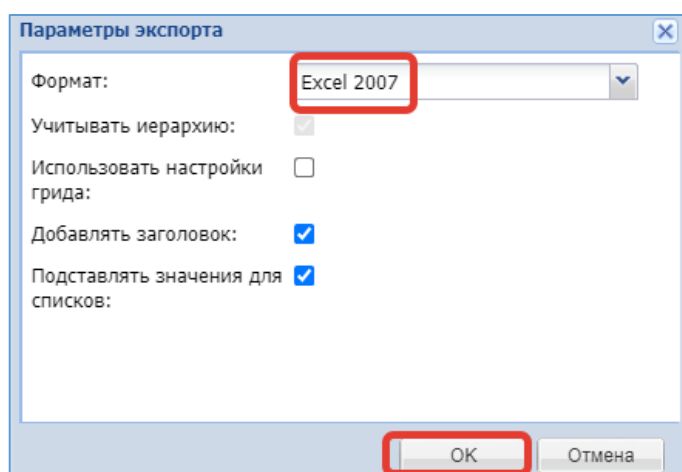 Параметры экспорта
Формат: Excel 2007
Учитывать иерархию:
Использовать настройки
грида:
Добавлять заголовок:
Подставлять значения для
списков:
OK Отмена